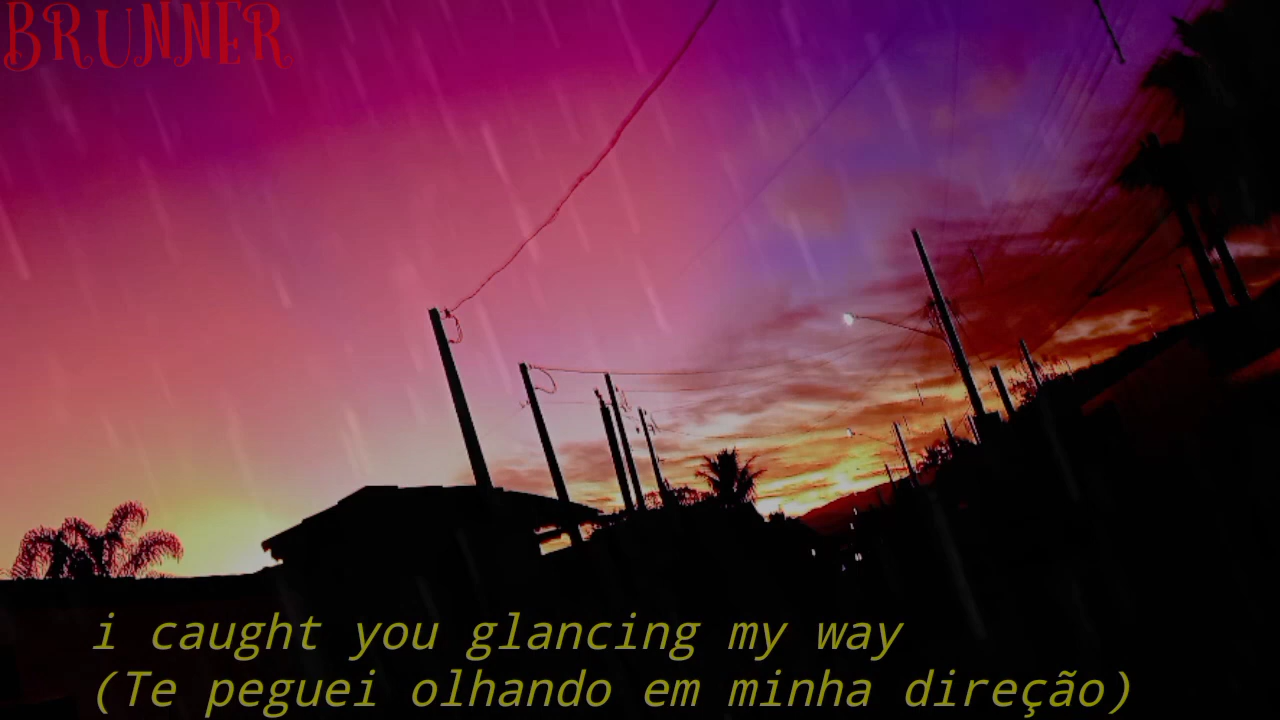 BRUNNER
i caught you glancing my way
(Te peguei olhando em minha direção)